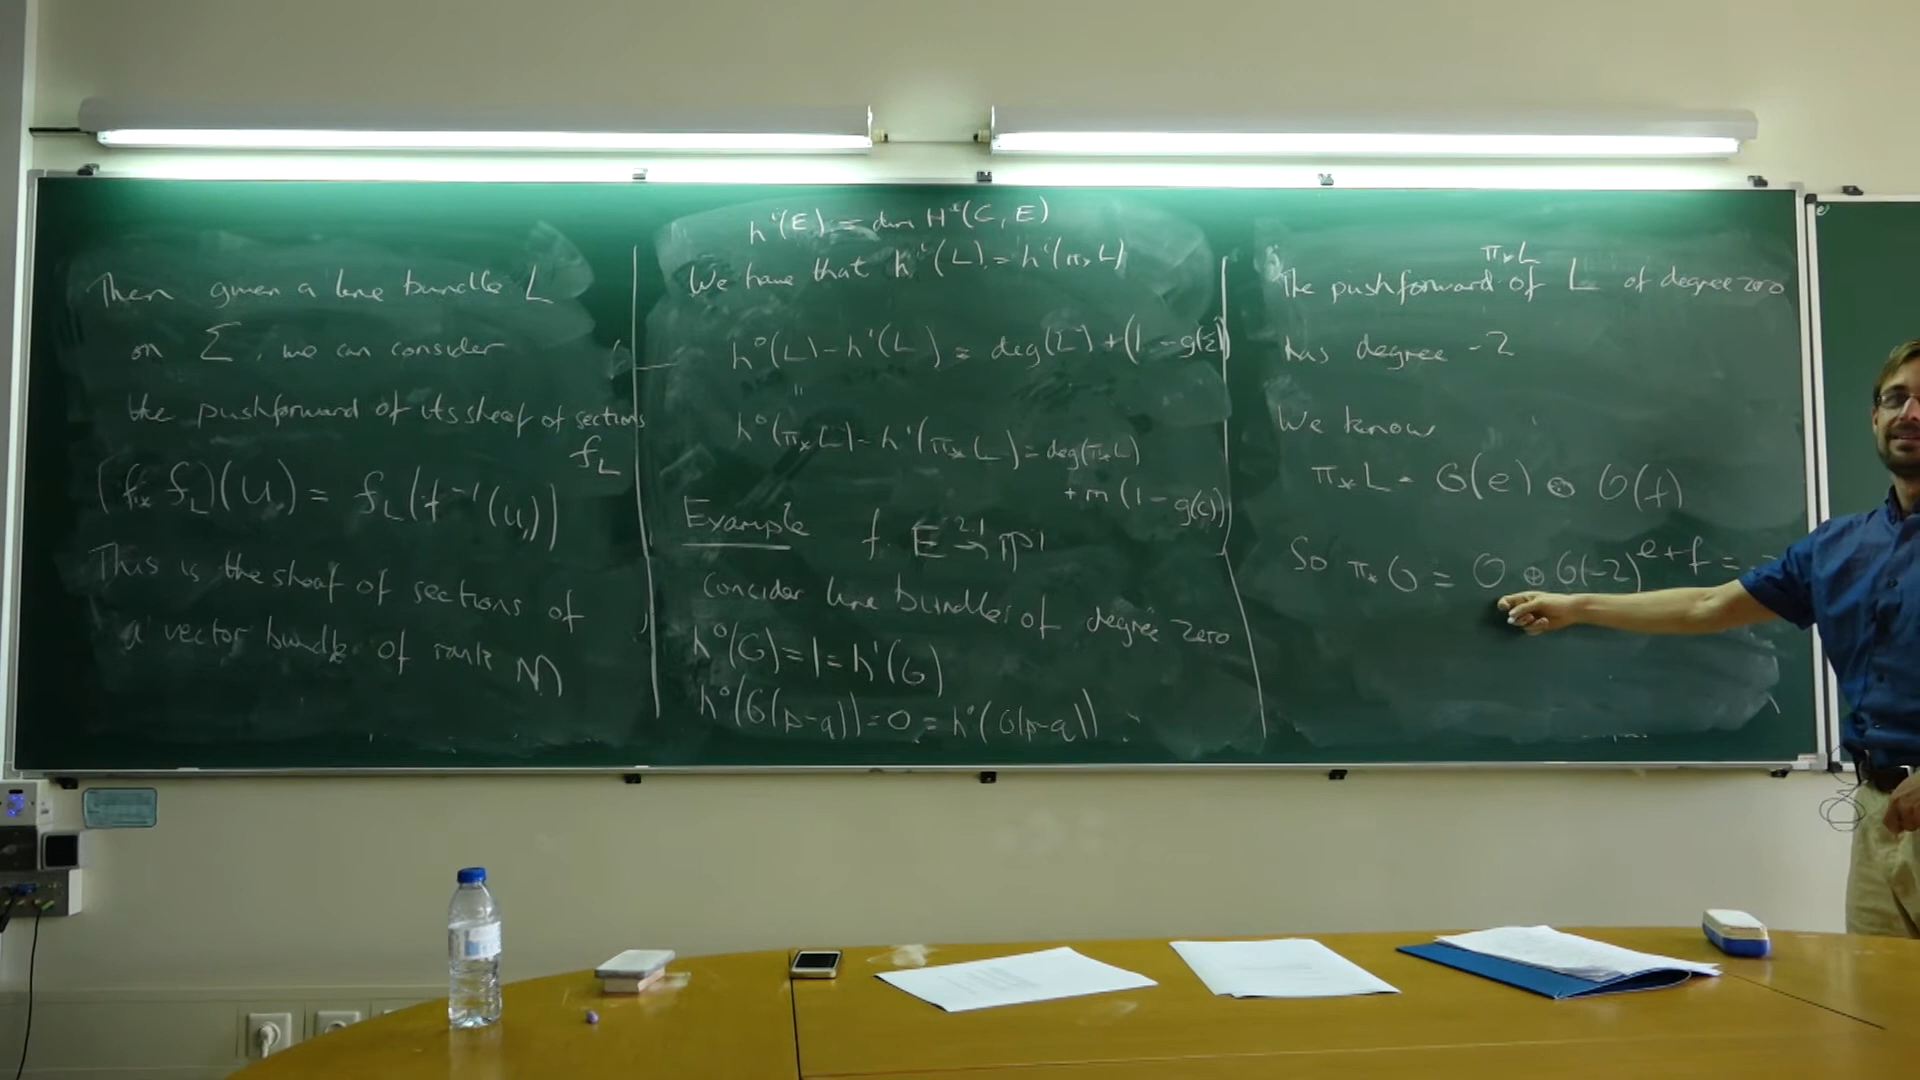 Then given a line bundle L
on Σ, we can consider
the pushforward of its sheaf of sections
f_L
(f_* f_L)(U,) = f_L(f^{-1}(U,))
This is the sheaf of sections of
a vector bundle of rank m
h^i(E) = dim H^i(C, E)
We have that h^i(L) = h^i(π_* L)
h^0(L) - h^1(L) = deg(L) + (1 - g(Σ))
"
h^0(π_* L) - h^1(π_* L) = deg(π_* L)
+ m (1 - g(C))
Example f: E \xrightarrow{2:1} P^1
Concider line bundles of degree zero
h^0(O) = 1 = h^1(O)
h^0(O(p-q)) = 0 = h^0(O(p-q))
π_* L
The pushforward of L of degree zero
has degree -2
We know
π_* L = O(e) ⊕ O(f)
So π_* O = O ⊕ O(-2) e + f =